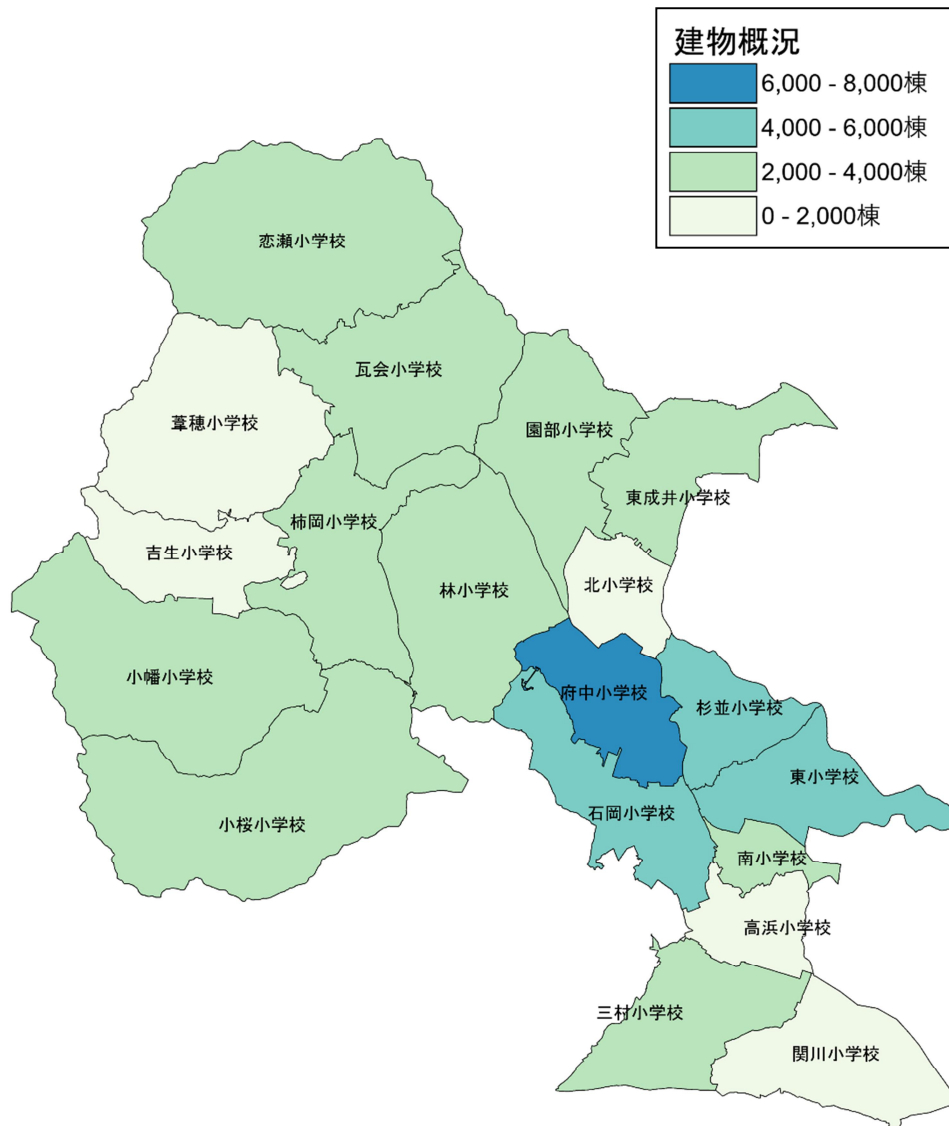 建物概況
6,000 - 8,000棟
4,000 - 6,000棟
2,000 - 4,000棟
0 - 2,000棟
恋瀬小学校
瓦会小学校
葦穂小学校
園部小学校
東成井小学校
柿岡小学校
吉生小学校
林小学校
北小学校
小幡小学校
府中小学校
杉並小学校
東小学校
石岡小学校
小桜小学校
南小学校
高浜小学校
三村小学校
関川小学校